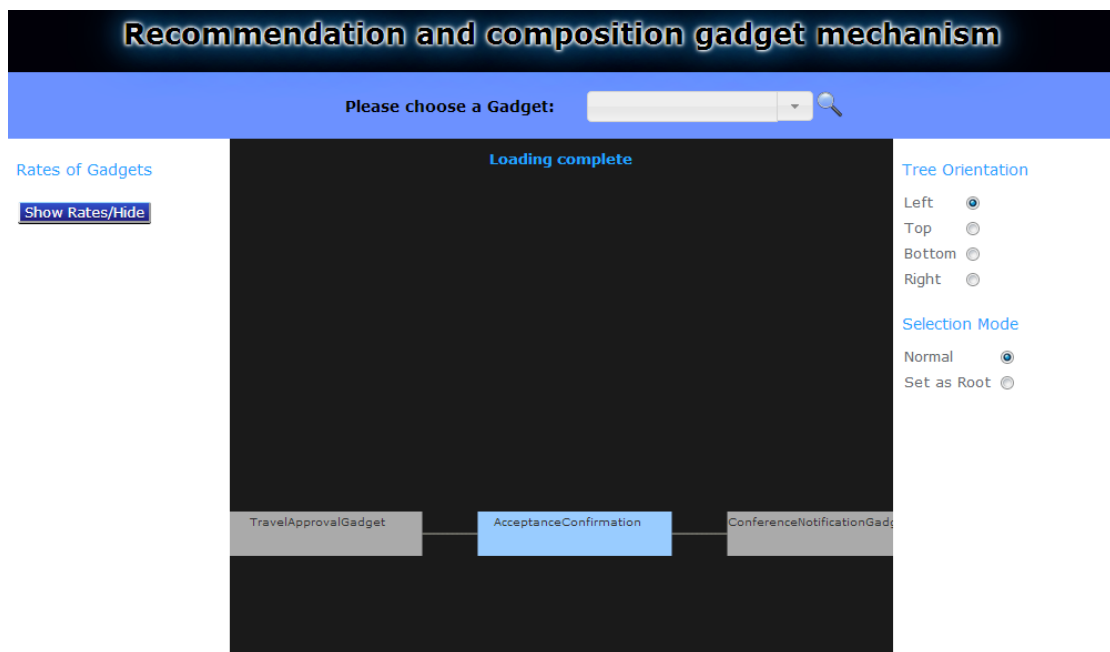 Recommendation and composition gadget mechanism
Please choose a Gadget:
Rates of Gadgets
Show Rates/Hide
Loading complete
TravelApprovalGadget
AcceptanceConfirmation
ConferenceNotificationGadg
Tree Orientation
Left
Top
Bottom
Right
Selection Mode
Normal
Set as Root